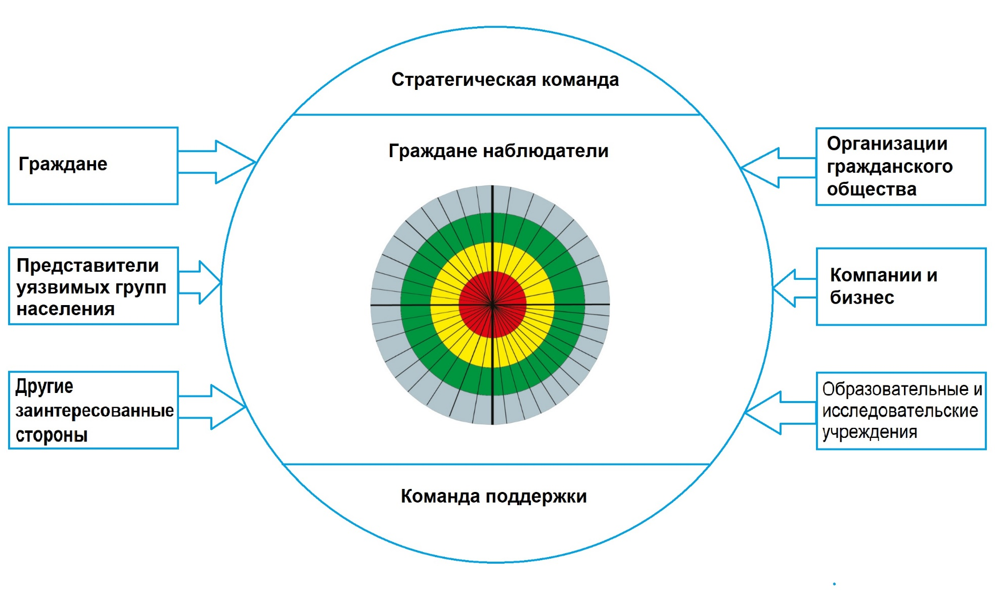 Стратегическая команда
Граждане наблюдатели
Граждане
Представители
уязвимых групп
населения
Другие
заинтересованные
стороны
Организации
гражданского
общества
Компании и
бизнес
Образовательные и
исследовательские
учреждения
Команда поддержки